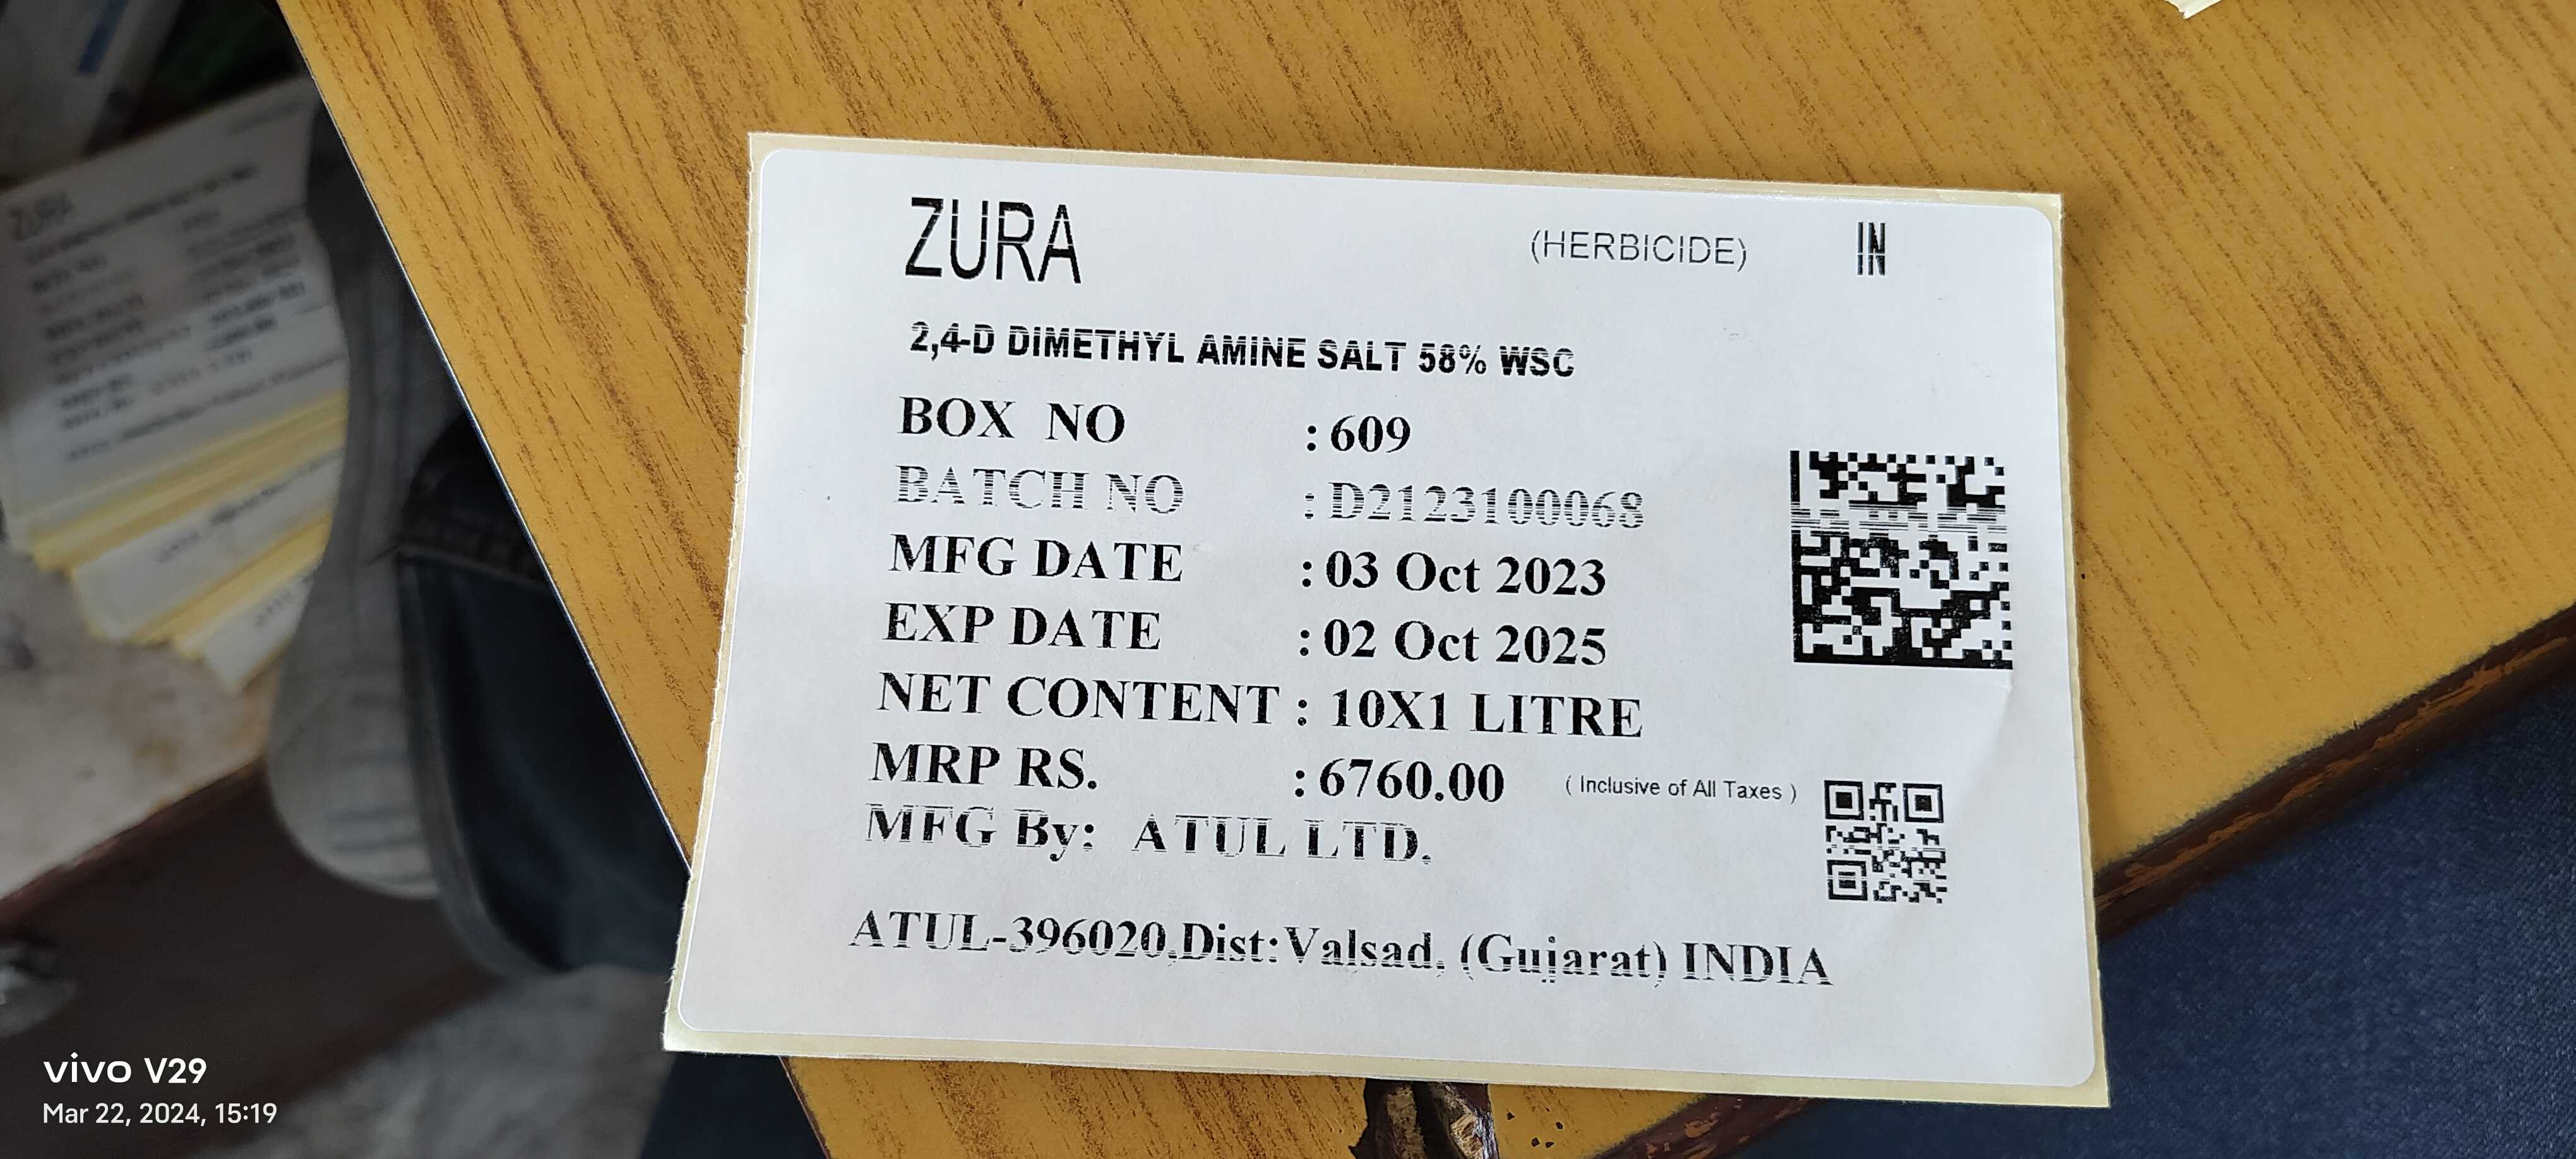 ZURA (HERBICIDE) IN
2,4-D DIMETHYL AMINE SALT 58% WSC
BOX NO : 609
BATCH NO : D2123100068
MFG DATE : 03 Oct 2023
EXP DATE : 02 Oct 2025
NET CONTENT : 10X1 LITRE
MRP RS. : 6760.00 ( Inclusive of All Taxes )
MFG By: ATUL LTD.
ATUL-396020,Dist:Valsad, (Gujarat) INDIA
ZURA
vivo V29
Mar 22, 2024, 15:19